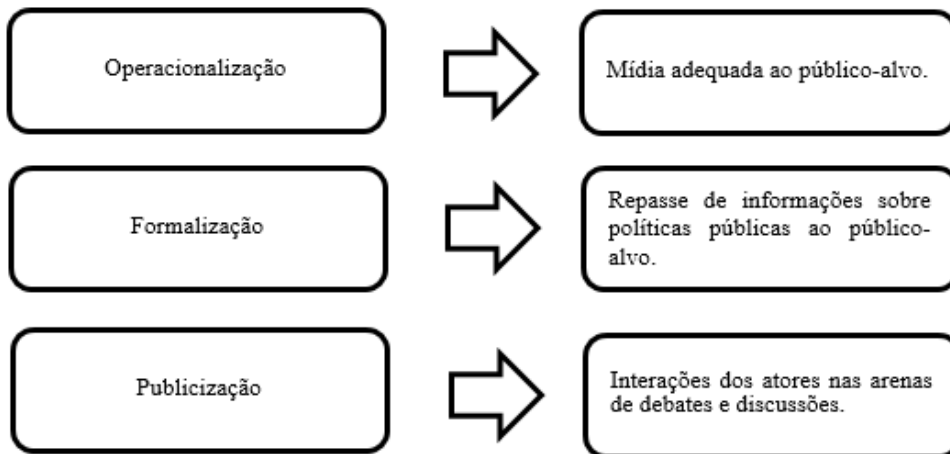 Operacionalização
Mídia adequada ao público-alvo.
Formalização
Repasse de informações sobre
políticas públicas ao público-
alvo.
Publicização
Interações dos atores nas arenas
de debates e discussões.